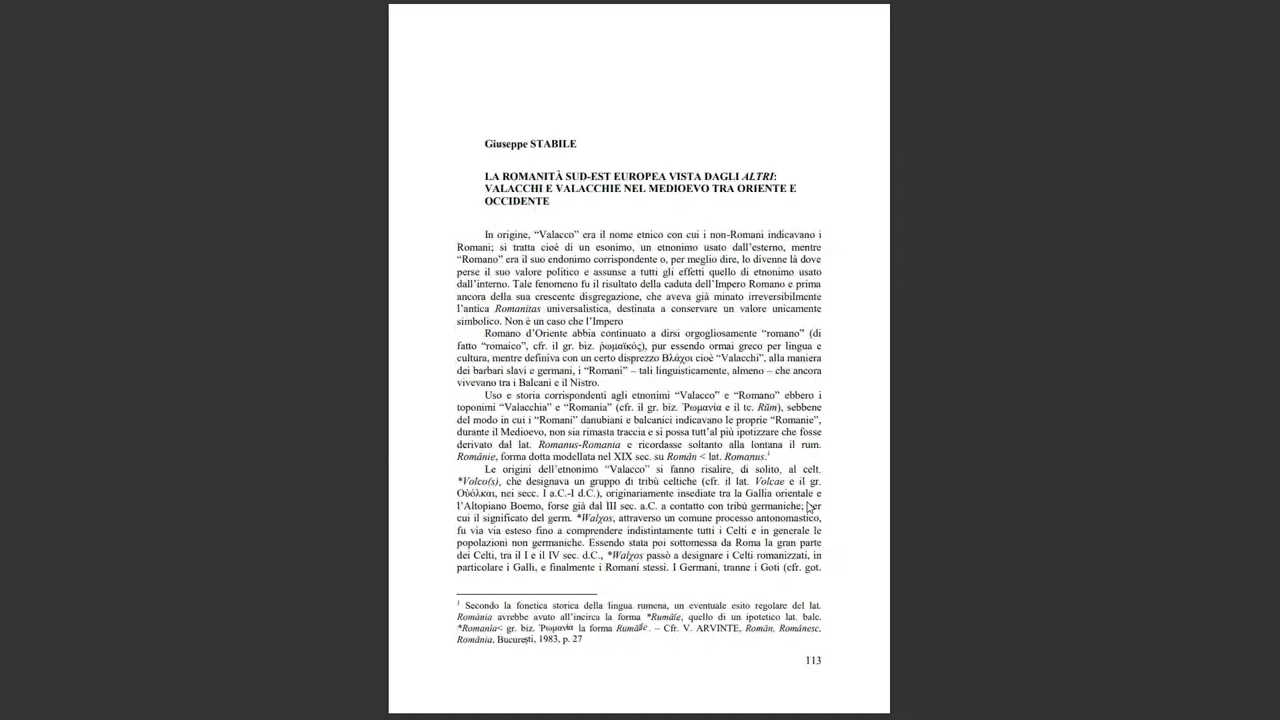 Giuseppe STABILE
LA ROMANITÀ SUD-EST EUROPEA VISTA DAGLI ALTRI:
VALACCHI E VALACCHIE NEL MEDIOEVO TRA ORIENTE E
OCCIDENTE
In origine, “Valacco” era il nome etnico con cui i non-Romani indicavano i
Romani; si tratta cioè di un esonimo, un etnonimo usato dall’esterno, mentre
“Romano” era il suo endonimo corrispondente o, per meglio dire, lo divenne là dove
perse il suo valore politico e assunse a tutti gli effetti quello di etnonimo usato
dall’interno. Tale fenomeno fu il risultato della caduta dell’Impero Romano e prima
ancora della sua crescente disgregazione, che aveva già minato irreversibilmente
l’antica Romanitas universalistica, destinata a conservare un valore unicamente
simbolico. Non è un caso che l’Impero
Romano d’Oriente abbia continuato a dirsi orgogliosamente “romano” (di
fatto “romaico”, cfr. il gr. biz. ῥωμαϊκός), pur essendo ormai greco per lingua e
cultura, mentre definiva con un certo disprezzo Βλάχοι cioè “Valacchi”, alla maniera
dei barbari slavi e germani, i “Romani” – tali linguisticamente, almeno – che ancora
vivevano tra i Balcani e il Nistro.
Uso e storia corrispondenti agli etnonimi “Valacco” e “Romano” ebbero i
toponimi “Valacchia” e “Romania” (cfr. il gr. biz. Ῥωμανία e il tc. Rūm), sebbene
del modo in cui i “Romani” danubiani e balcanici indicavano le proprie “Romanie”,
durante il Medioevo, non sia rimasta traccia e si possa tutt’al più ipotizzare che fosse
derivato dal lat. Romanus-Romania e ricordasse soltanto alla lontana il rum.
Românie, forma dotta modellata nel XIX sec. su Román < lat. Romanus.¹
Le origini dell’etnonimo “Valacco” si fanno risalire, di solito, al celt.
*Volco(s), che designava un gruppo di tribù celtiche (cfr. il lat. Volcae e il gr.
Οὐόλκαι, nei secc. I a.C.-I d.C.), originariamente insediate tra la Gallia orientale e
l’Altopiano Boemo, forse già dal III sec. a.C. a contatto con tribù germaniche; per
cui il significato del germ. *Walχos, attraverso un comune processo antonomastico,
fu via via esteso fino a comprendere indistintamente tutti i Celti e in generale le
popolazioni non germaniche. Essendo stata poi sottomessa da Roma la gran parte
dei Celti, tra il I e il IV sec. d.C., *Walχos passò a designare i Celti romanizzati, in
particolare i Galli, e finalmente i Romani stessi. I Germani, tranne i Goti (cfr. got.
¹ Secondo la fonetica storica della lingua rumena, un eventuale esito regolare del lat.
Romània avrebbe avuto all’incirca la forma *Rumâîe, quello di un ipotetico lat. balc.
*Romanìa< gr. biz. Ῥωμανία la forma . – Cfr. V. ARVINTE, Român, Românesc,
România, București, 1983, p. 27
113